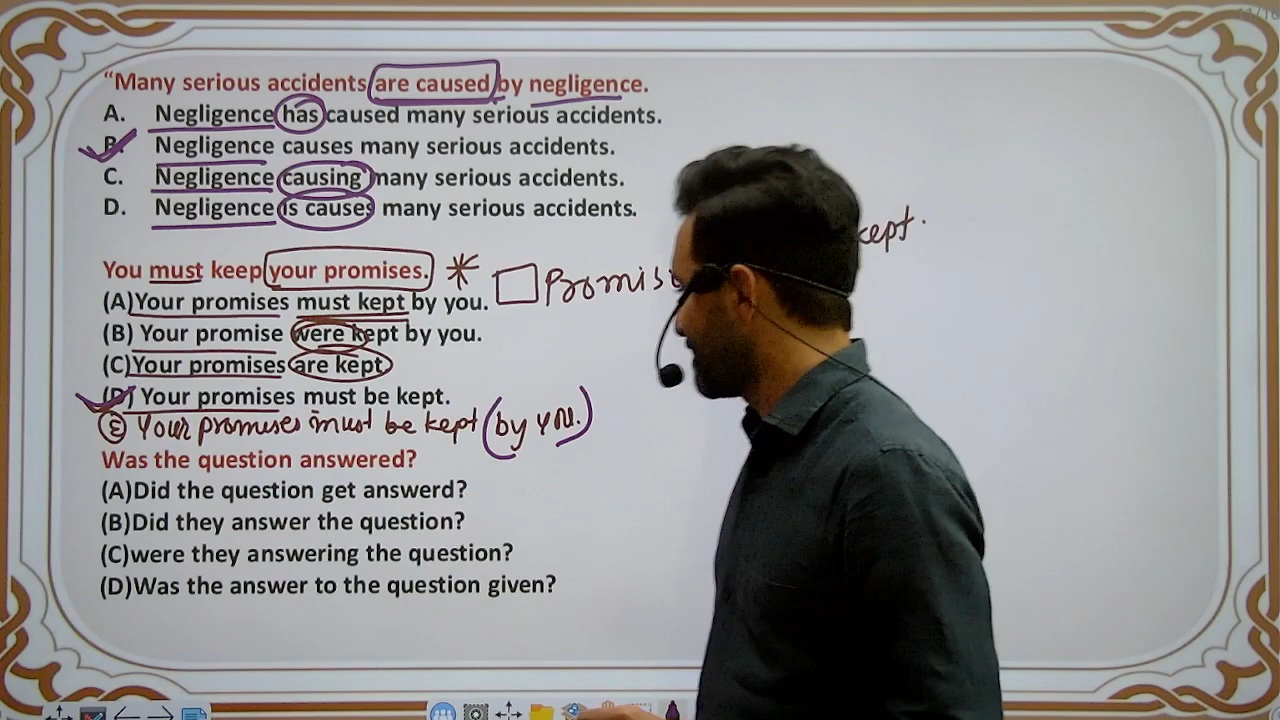 “Many serious accidents are caused by negligence.
A. Negligence has caused many serious accidents.
B. Negligence causes many serious accidents.
C. Negligence causing many serious accidents.
D. Negligence is causes many serious accidents.
You must keep your promises.
Promis
kept.
(A)Your promises must kept by you.
(B) Your promise were kept by you.
(C)Your promises are kept.
(D) Your promises must be kept.
(E) Your promises must be kept (by you.)
Was the question answered?
(A)Did the question get answerd?
(B)Did they answer the question?
(C)were they answering the question?
(D)Was the answer to the question given?